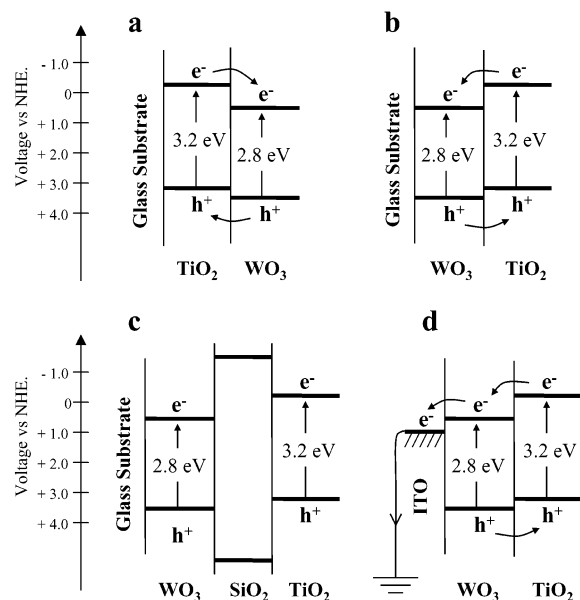 a
Voltage vs NHE.
- 1.0
0
+ 1.0
+ 2.0
+ 3.0
+ 4.0
Glass Substrate
e-
e-
3.2 eV
2.8 eV
h+
h+
TiO2
WO3
b
Glass Substrate
e-
e-
2.8 eV
3.2 eV
h+
h+
WO3
TiO2
c
Voltage vs NHE.
- 1.0
0
+ 1.0
+ 2.0
+ 3.0
+ 4.0
Glass Substrate
e-
e-
2.8 eV
3.2 eV
h+
h+
WO3
SiO2
TiO2
d
e-
e-
e-
ITO
2.8 eV
3.2 eV
h+
h+
WO3
TiO2